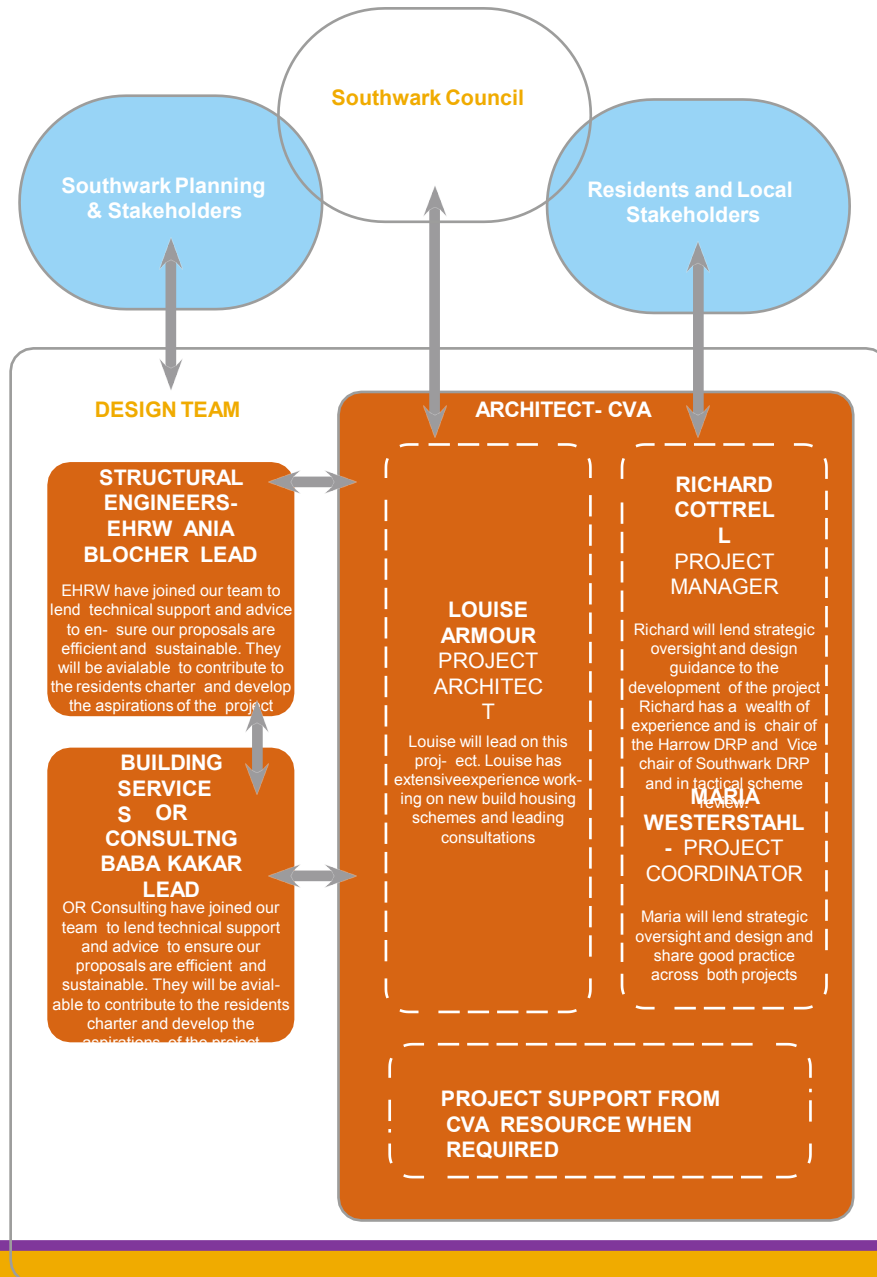 Southwark Council
Southwark Planning
& Stakeholders
Residents and Local
Stakeholders
DESIGN TEAM
STRUCTURAL
ENGINEERS-
EHRW ANIA
BLOCHER LEAD
EHRW have joined our team to
lend technical support and advice
to en- sure our proposals are
efficient and sustainable. They
will be avialable to contribute to
the residents charter and develop
the aspirations of the project
BUILDING
SERVICE
S OR
CONSULTNG
BABA KAKAR
LEAD
OR Consulting have joined our
team to lend technical support
and advice to ensure our
proposals are efficient and
sustainable. They will be avial-
able to contribute to the residents
charter and develop the
aspirations of the project
ARCHITECT- CVA
LOUISE
ARMOUR
PROJECT
ARCHITEC
T
Louise will lead on this
proj- ect. Louise has
extensiveexperience work-
ing on new build housing
schemes and leading
consultations
RICHARD
COTTREL
L
PROJECT
MANAGER
Richard will lend strategic
oversight and design
guidance to the
development of the project
Richard has a wealth of
experience and is chair of
the Harrow DRP and Vice
chair of Southwark DRP
and in tactical scheme
review.
MARIA
WESTERSTAHL
- PROJECT
COORDINATOR
Maria will lend strategic
oversight and design and
share good practice
across both projects
PROJECT SUPPORT FROM
CVA RESOURCE WHEN
REQUIRED